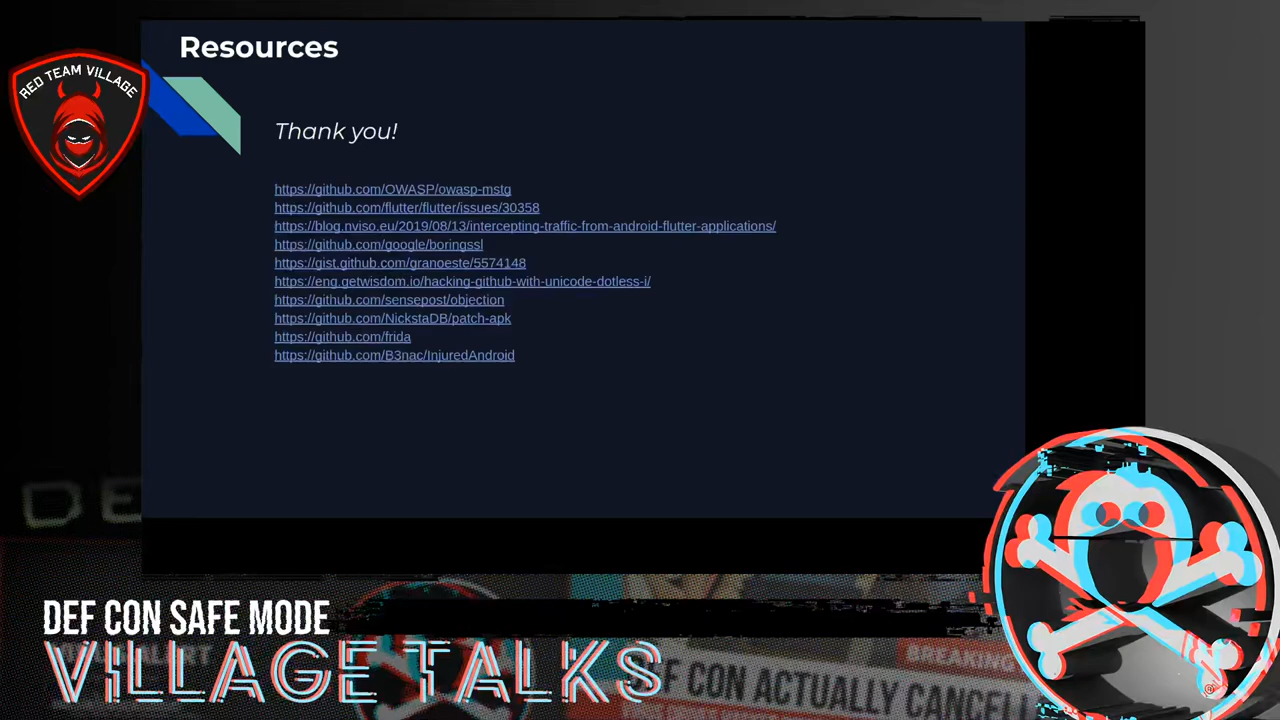 Resources
RED TEAM VILLAGE
Thank you!
https://github.com/OWASP/owasp-mstg
https://github.com/flutter/flutter/issues/30358
https://blog.nviso.eu/2019/08/13/intercepting-traffic-from-android-flutter-applications/
https://github.com/google/boringssl
https://gist.github.com/granoeste/5574148
https://eng.getwisdom.io/hacking-github-with-unicode-dotless-i/
https://github.com/sensepost/objection
https://github.com/NickstaDB/patch-apk
https://github.com/frida
https://github.com/B3nac/InjuredAndroid
DE
DEF CON SAFE MODE
VILLAGE TALKS
BREAKIN
DEF CON ACTUALLY CANCELL